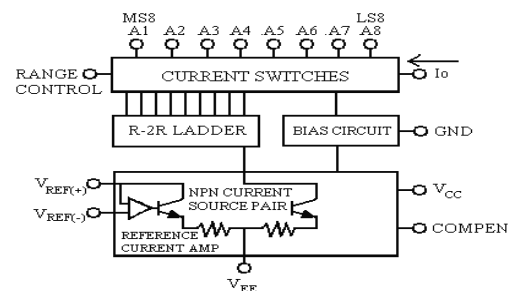 MS8 LS8
A1 A2 A3 A4 .A5 A6 .A7 A8
RANGE CONTROL
CURRENT SWITCHES
Io
R-2R LADDER
BIAS CIRCUIT
GND
VREF(+)
VREF(-)
NPN CURRENT
SOURCE PAIR
REFERENCE
CURRENT AMP
VCC
COMPEN
VEE